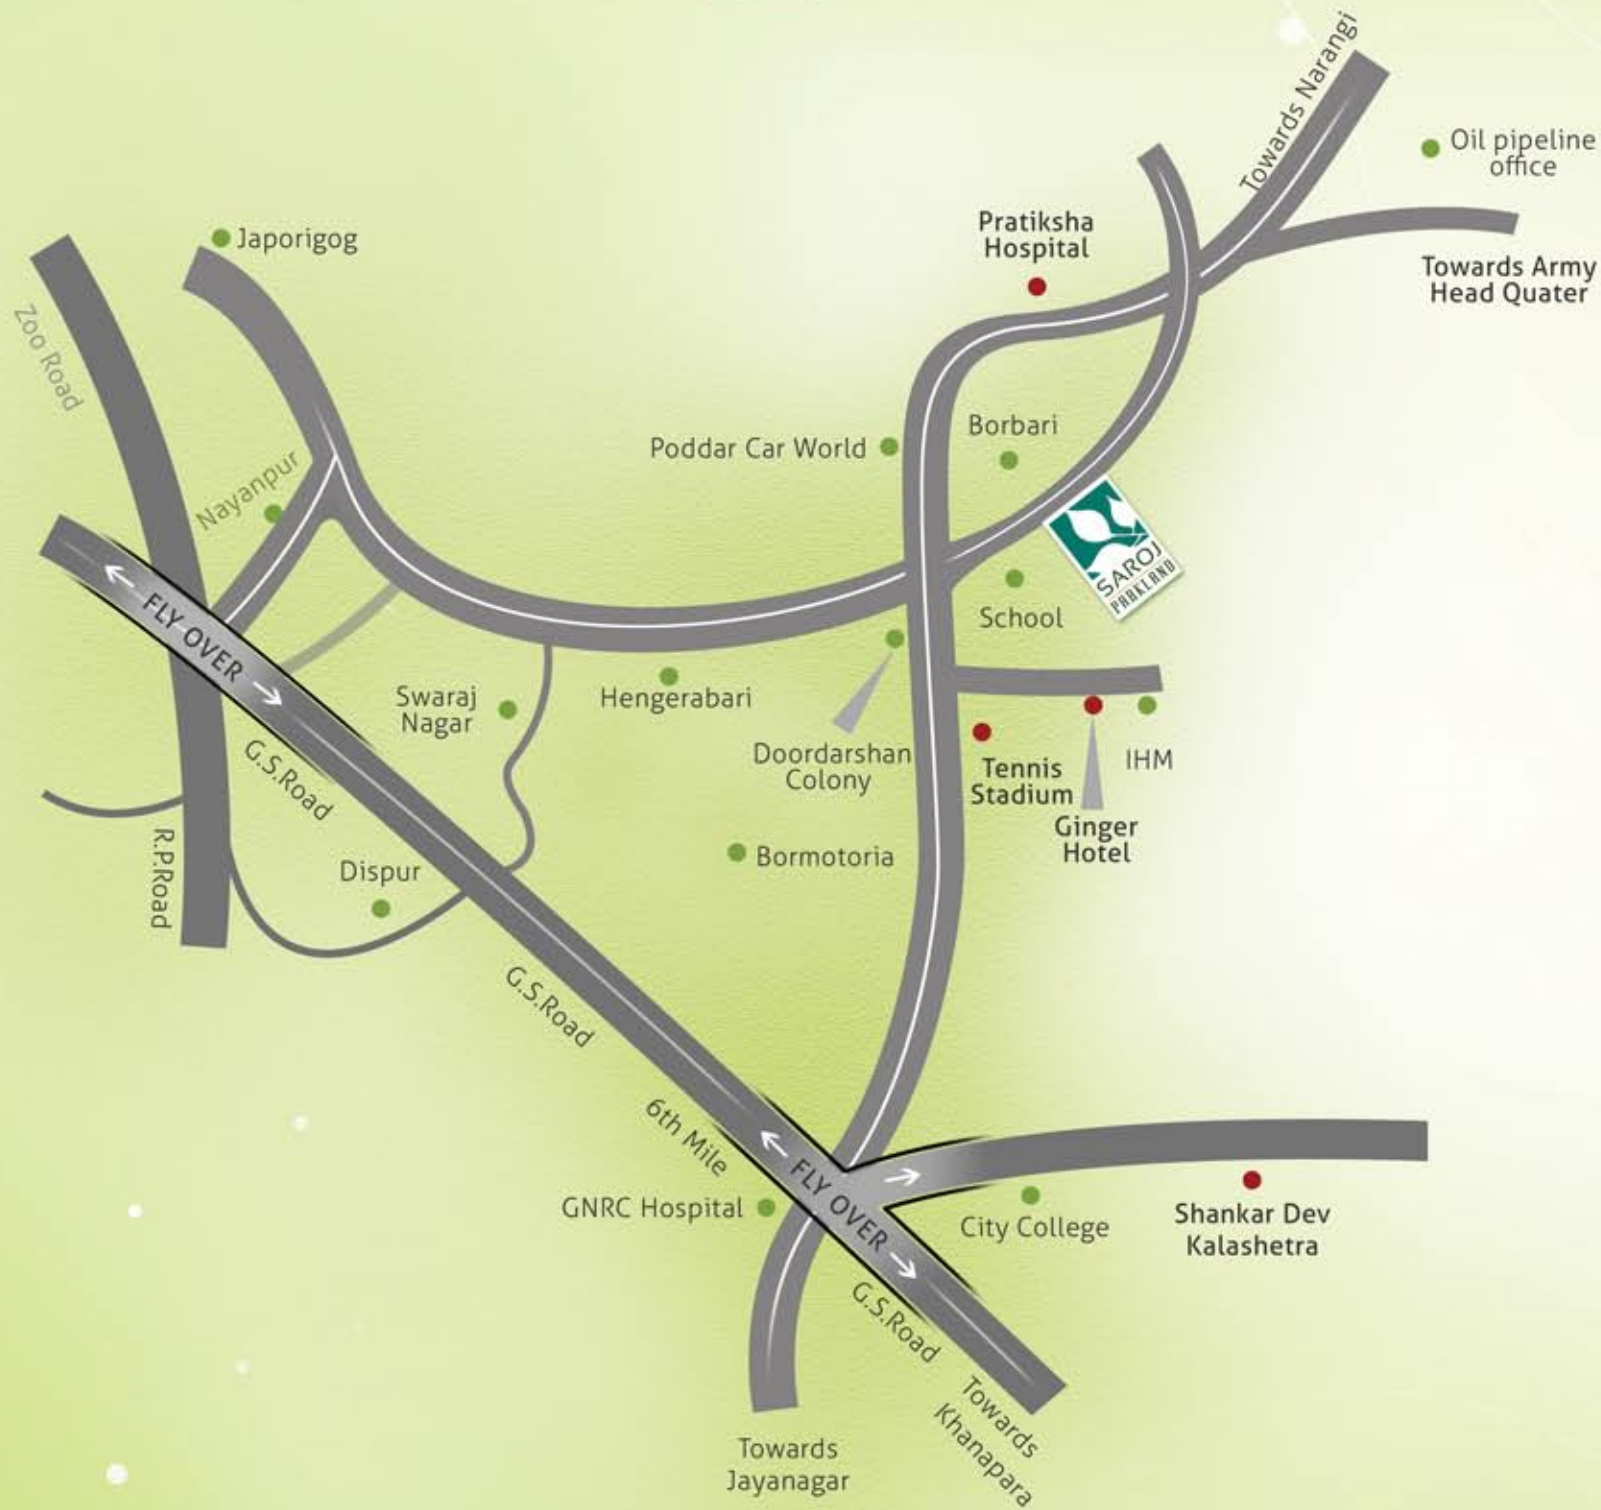 Towards Narangi
Oil pipeline
office
Pratiksha
Hospital
Japorigog
Towards Army
Head Quater
Zoo Road
Borbari
Poddar Car World
Nayanpur
SAROJ
PARKLAND
FLY OVER
School
Swaraj
Nagar
Hengerabari
Doordarshan
Colony
IHM
Tennis
Stadium
G.S.Road
Ginger
Hotel
R.P.Road
Dispur
Bormotoria
G.S.Road
6th Mile
FLY OVER
GNRC Hospital
City College
Shankar Dev
Kalashetra
G.S.Road
Towards
Khanapara
Towards
Jayanagar